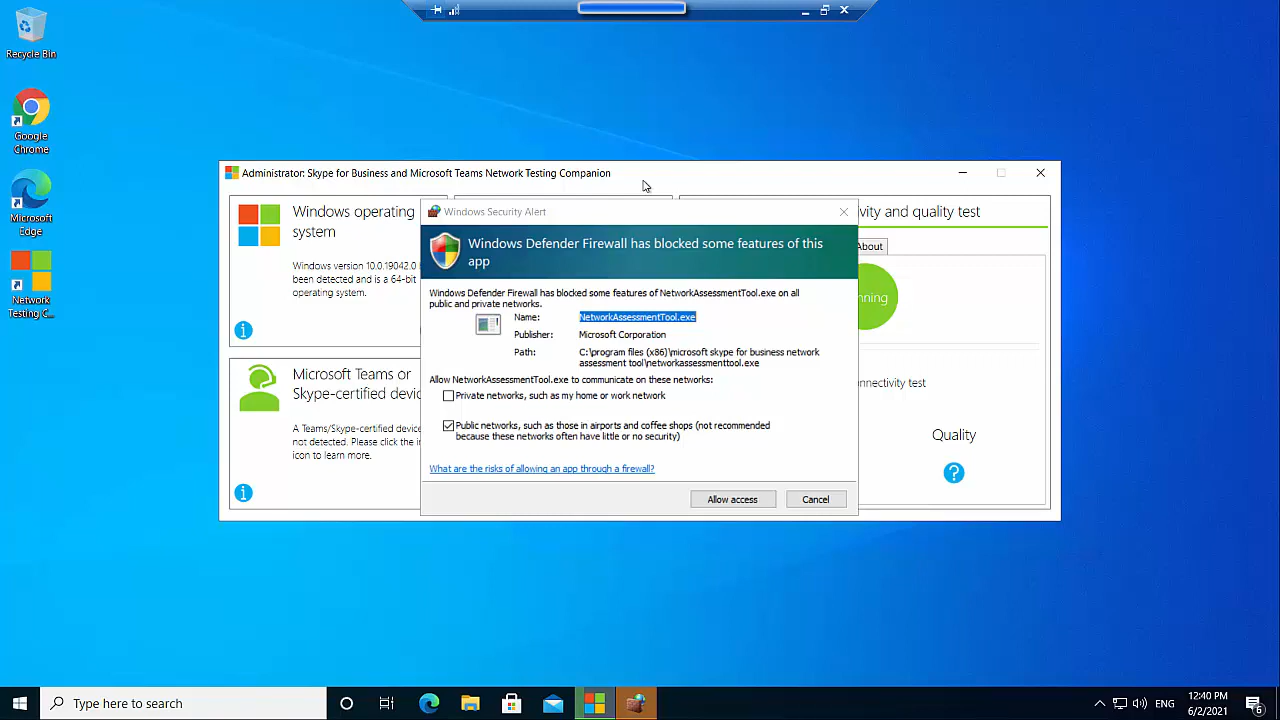 Recycle Bin
Google
Chrome
Microsoft
Edge
Network
Testing C...
Administrator: Skype for Business and Microsoft Teams Network Testing Companion
Windows operating
system
Windows version 10.0.19042.0
been detected and is a 64-bit
operating system.
Microsoft Teams or
Skype-certified devic
A Teams/Skype-certified device
not detected. Please click the i
icon to learn more.
Windows Security Alert
Windows Defender Firewall has blocked some features of this
app
Windows Defender Firewall has blocked some features of NetworkAssessmentTool.exe on all
public and private networks.
Name: NetworkAssessmentTool.exe
Publisher: Microsoft Corporation
Path: C:\program files (x86)\microsoft skype for business network
assessment tool\networkassessmenttool.exe
Allow NetworkAssessmentTool.exe to communicate on these networks:
Private networks, such as my home or work network
Public networks, such as those in airports and coffee shops (not recommended
because these networks often have little or no security)
What are the risks of allowing an app through a firewall?
Allow access
Cancel
vity and quality test
About
nning
onnectivity test
Quality
?
Type here to search
ENG
12:40 PM
6/2/2021
6